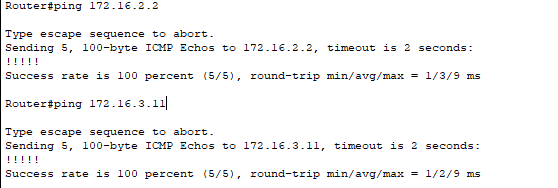 Router#ping 172.16.2.2
Type escape sequence to abort.
Sending 5, 100-byte ICMP Echos to 172.16.2.2, timeout is 2 seconds:
!!!!!
Success rate is 100 percent (5/5), round-trip min/avg/max = 1/3/9 ms
Router#ping 172.16.3.11
Type escape sequence to abort.
Sending 5, 100-byte ICMP Echos to 172.16.3.11, timeout is 2 seconds:
!!!!!
Success rate is 100 percent (5/5), round-trip min/avg/max = 1/2/9 ms